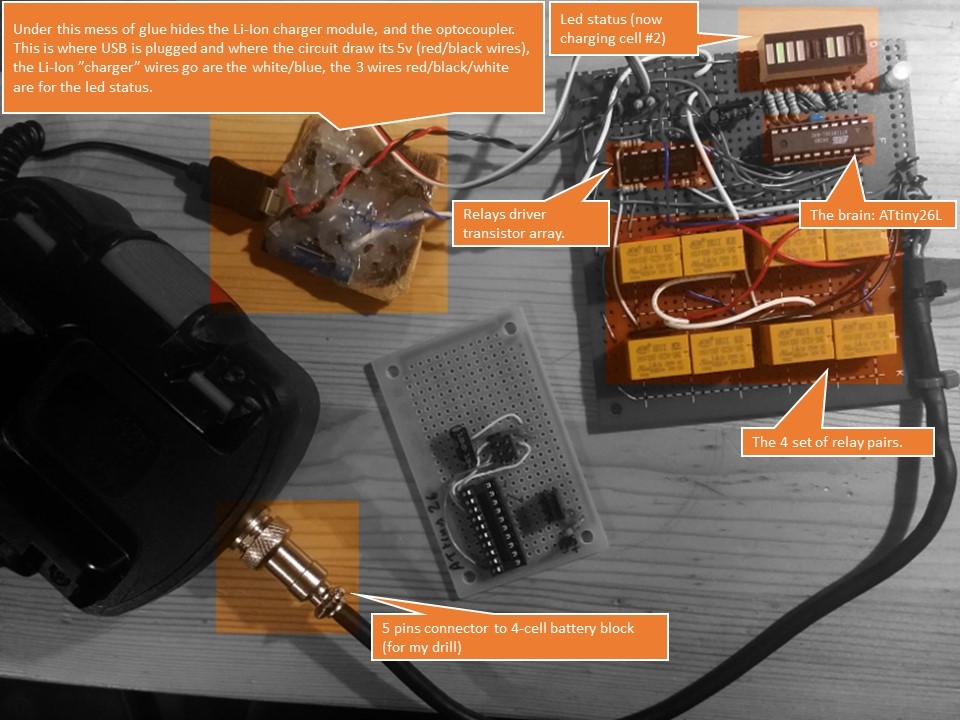 Under this mess of glue hides the Li-Ion charger module, and the optocoupler.
This is where USB is plugged and where the circuit draw its 5v (red/black wires),
the Li-Ion "charger" wires go are the white/blue, the 3 wires red/black/white
are for the led status.
Led status (now
charging cell #2)
Relays driver
transistor array.
The brain: ATtiny26L
The 4 set of relay pairs.
ATtiny 26
5 pins connector to 4-cell battery block
(for my drill)